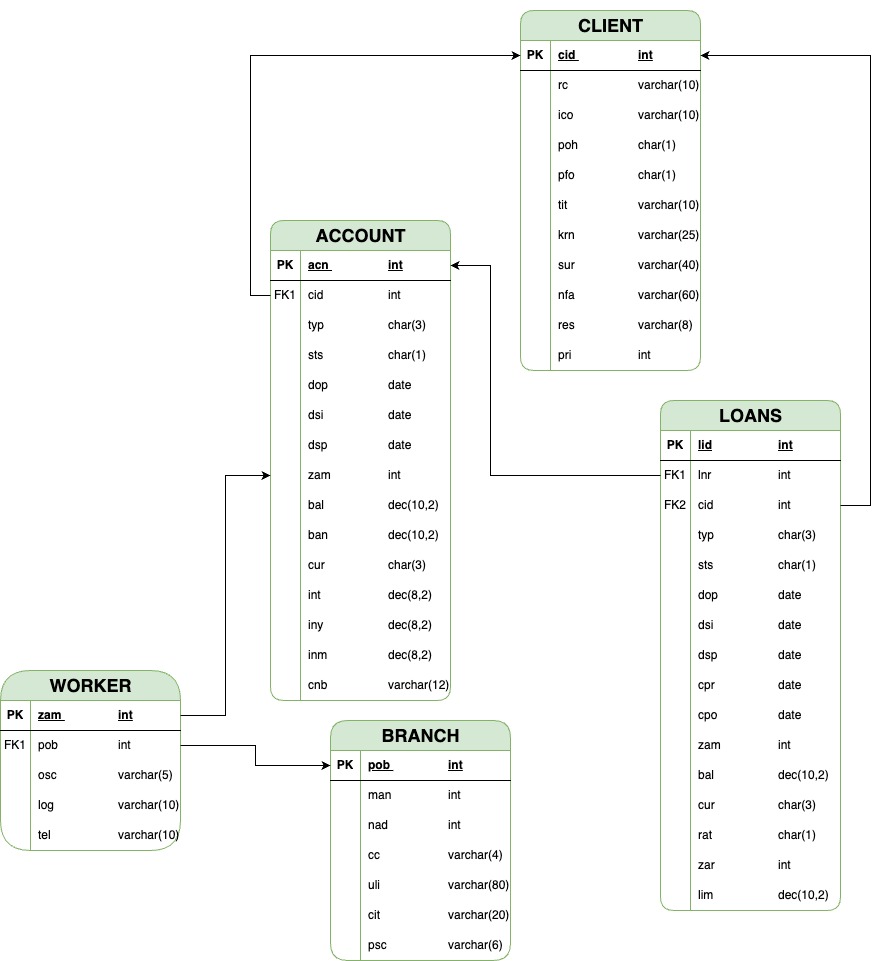 CLIENT
PK cid int
rc varchar(10)
ico varchar(10)
poh char(1)
pfo char(1)
tit varchar(10)
krn varchar(25)
sur varchar(40)
nfa varchar(60)
res varchar(8)
pri int
ACCOUNT
PK acn int
FK1 cid int
typ char(3)
sts char(1)
dop date
dsi date
dsp date
zam int
bal dec(10,2)
ban dec(10,2)
cur char(3)
int dec(8,2)
iny dec(8,2)
inm dec(8,2)
cnb varchar(12)
LOANS
PK lid int
FK1 lnr int
FK2 cid int
typ char(3)
sts char(1)
dop date
dsi date
dsp date
cpr date
cpo date
zam int
bal dec(10,2)
cur char(3)
rat char(1)
zar int
lim dec(10,2)
WORKER
PK zam int
FK1 pob int
osc varchar(5)
log varchar(10)
tel varchar(10)
BRANCH
PK pob int
man int
nad int
cc varchar(4)
uli varchar(80)
cit varchar(20)
psc varchar(6)